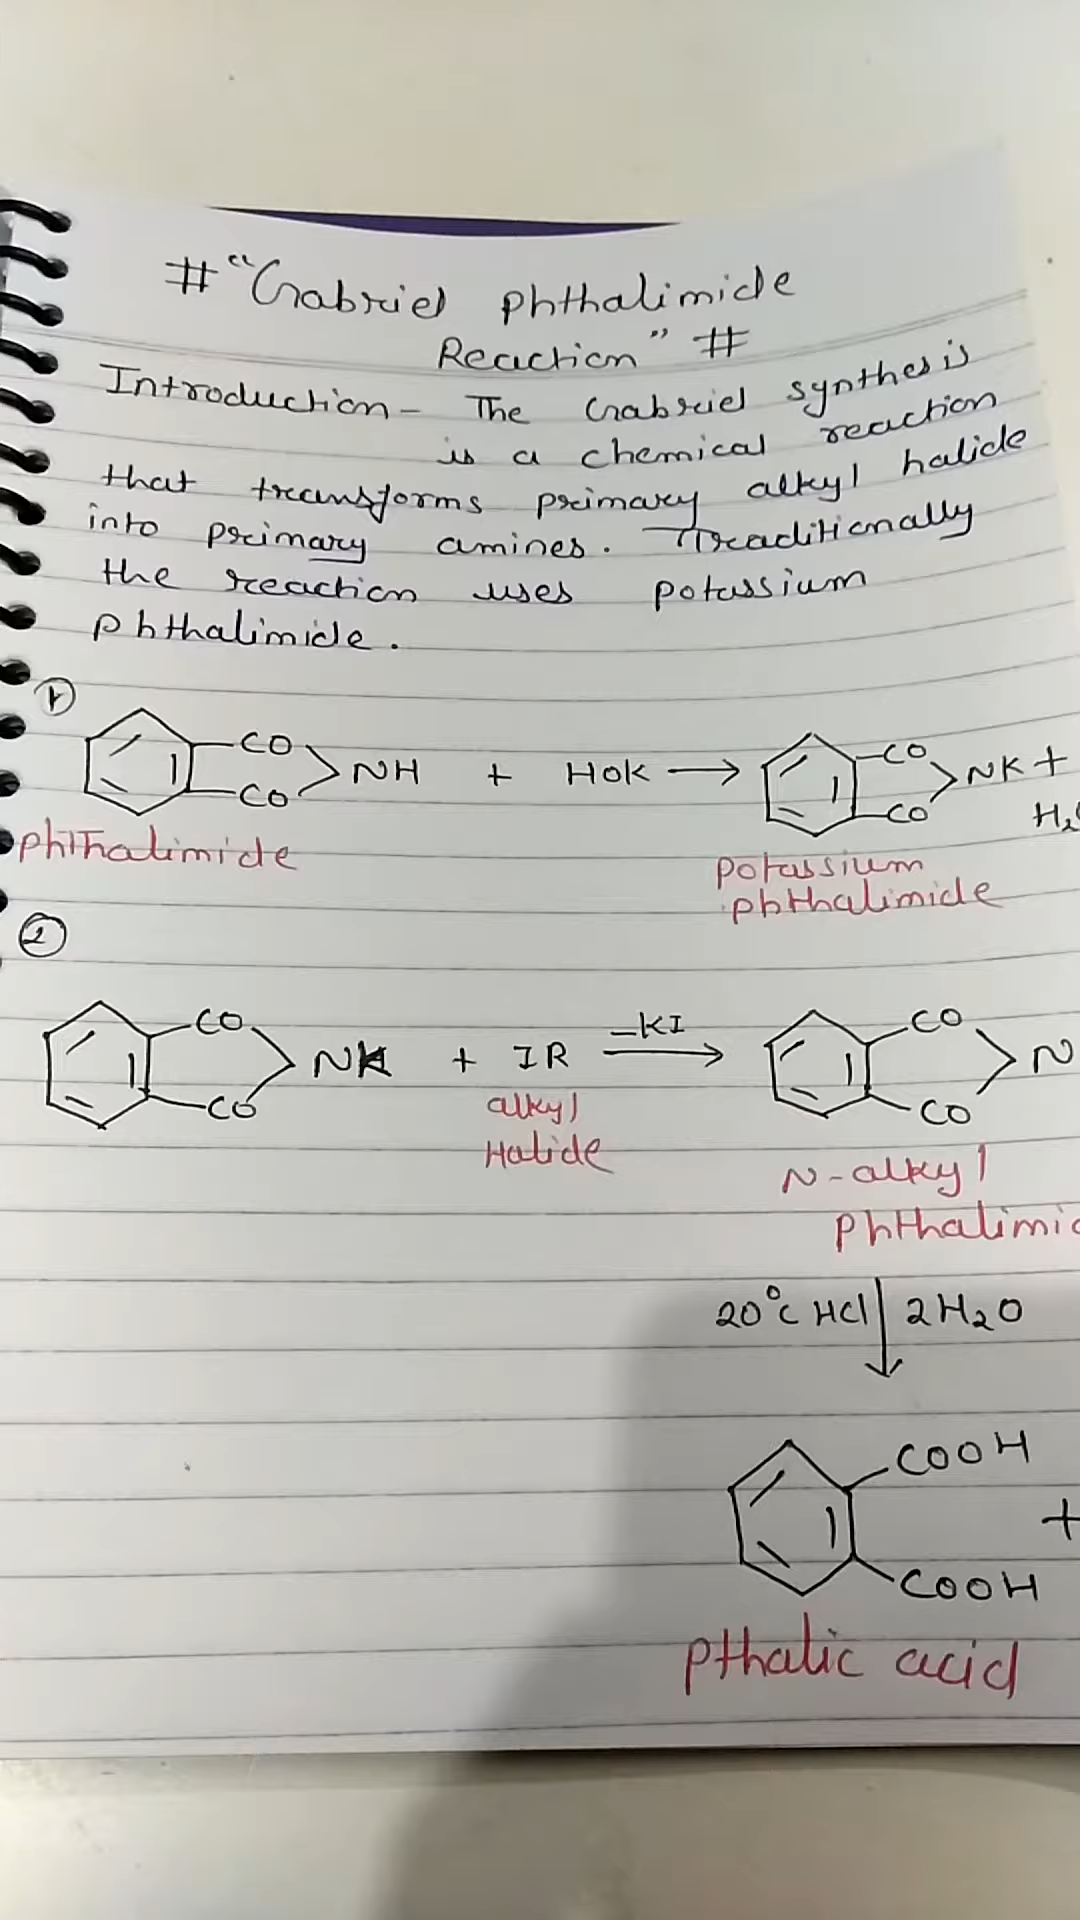 # "Gabriel Phthalimide
Reaction" #
Introduction - The Gabriel synthesis
is a chemical reaction
that transforms primary alkyl halide
into primary amines. Traditionally
the reaction uses potassium
phthalimide.
1
CO
NH + HOK → CO NK +
CO
CO H2
phthalimide
potassium
phthalimide
2
-KI
CO NK + IR → CO N
CO
CO
alkyl
Halide
N-alkyl
phthalimi
20°C HCl 2H2O
COOH
+
COOH
pthalic acid